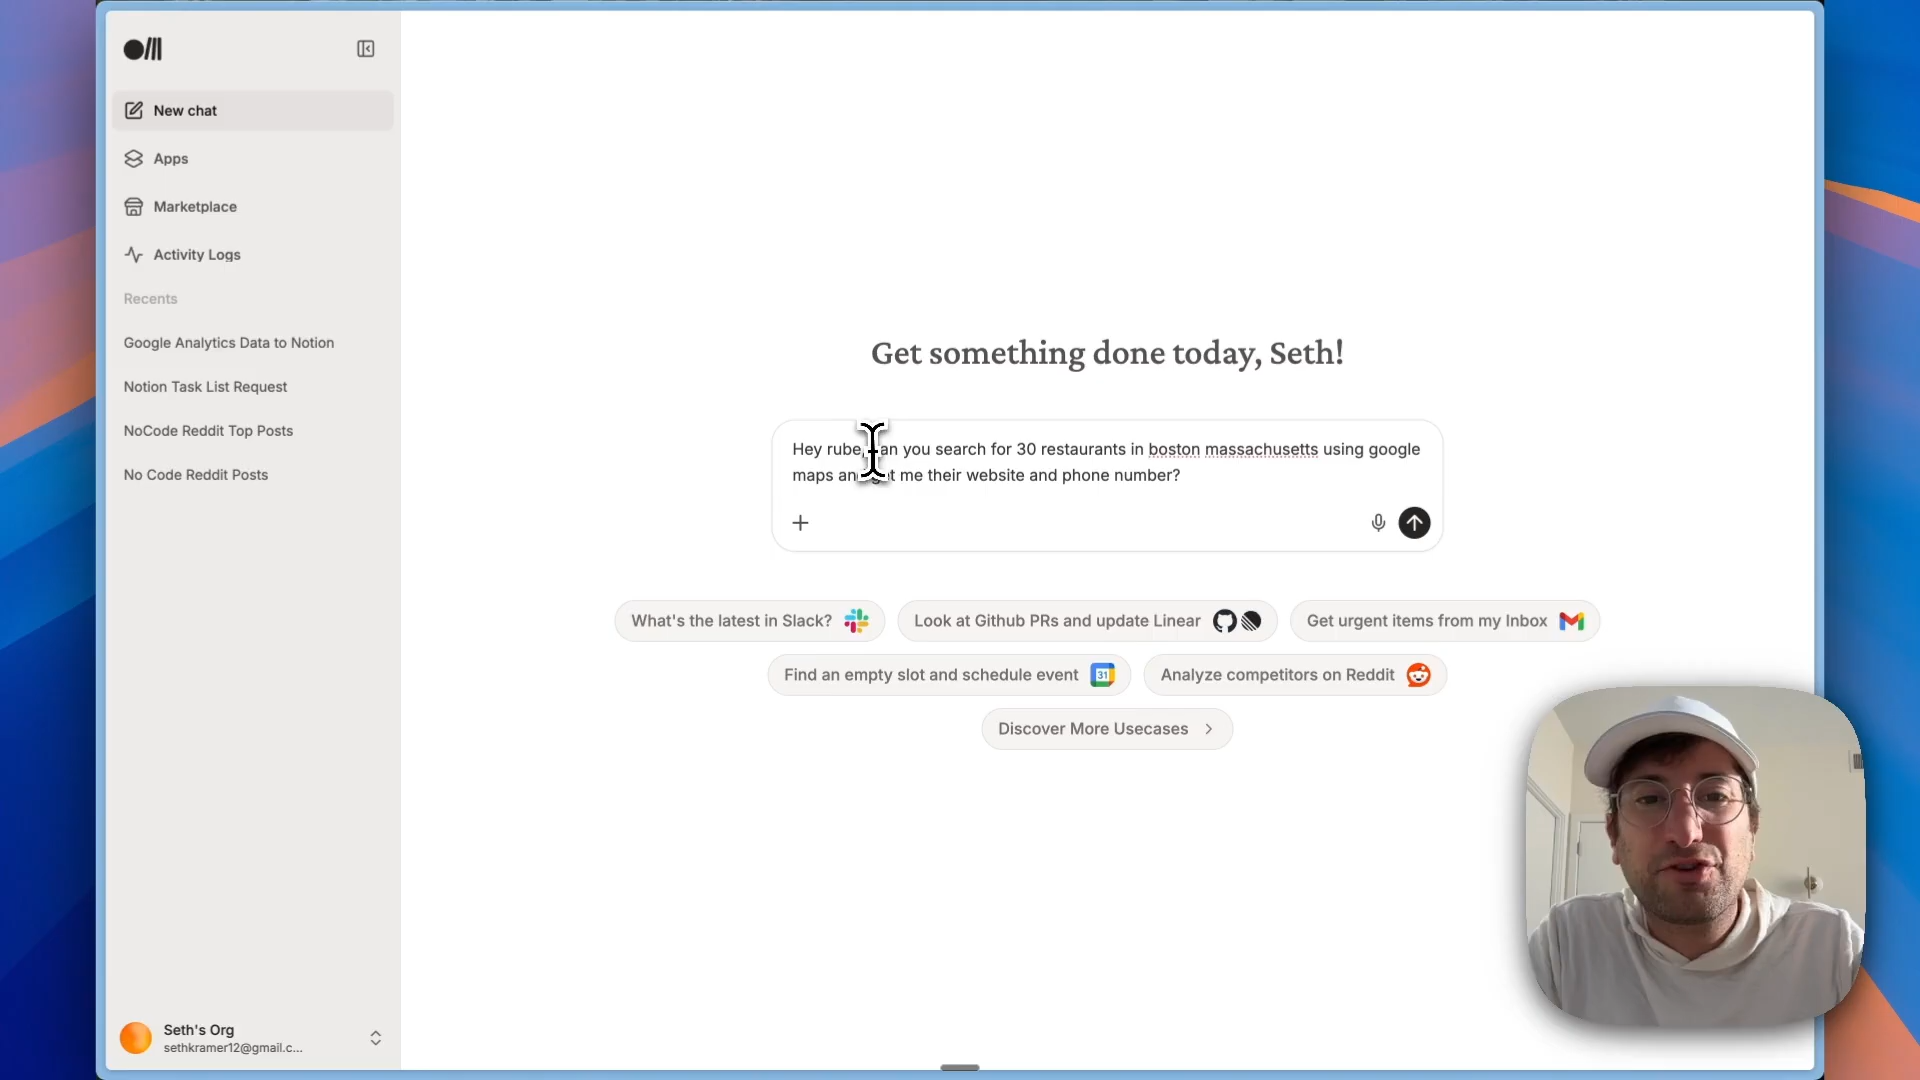 New chat
Apps
Marketplace
Activity Logs
Recents
Google Analytics Data to Notion
Notion Task List Request
NoCode Reddit Top Posts
No Code Reddit Posts
Get something done today, Seth!
Hey rube, you search for 30 restaurants in boston massachusetts using google
maps me their website and phone number?
What's the latest in Slack?
Look at Github PRs and update Linear
Get urgent items from my Inbox
Find an empty slot and schedule event
31
Analyze competitors on Reddit
Discover More Usecases
Seth's Org
sethkramer12@gmail.c...